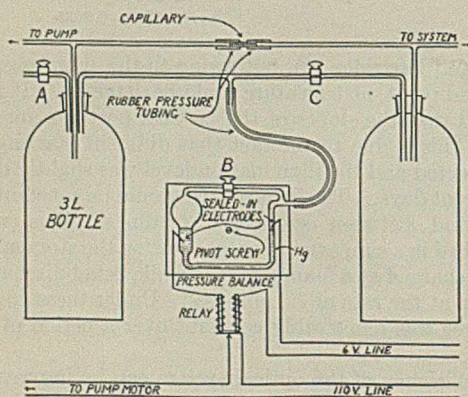 CAPILLARY
TO PUMP
TO SYSTEM
A
C
RUBBER PRESSURE
TUBING
B
3 L.
BOTTLE
SEALED-IN
ELECTRODES
PIVOT SCREW
Hg
PRESSURE BALANCE
RELAY
6 V. LINE
TO PUMP MOTOR
110 V. LINE